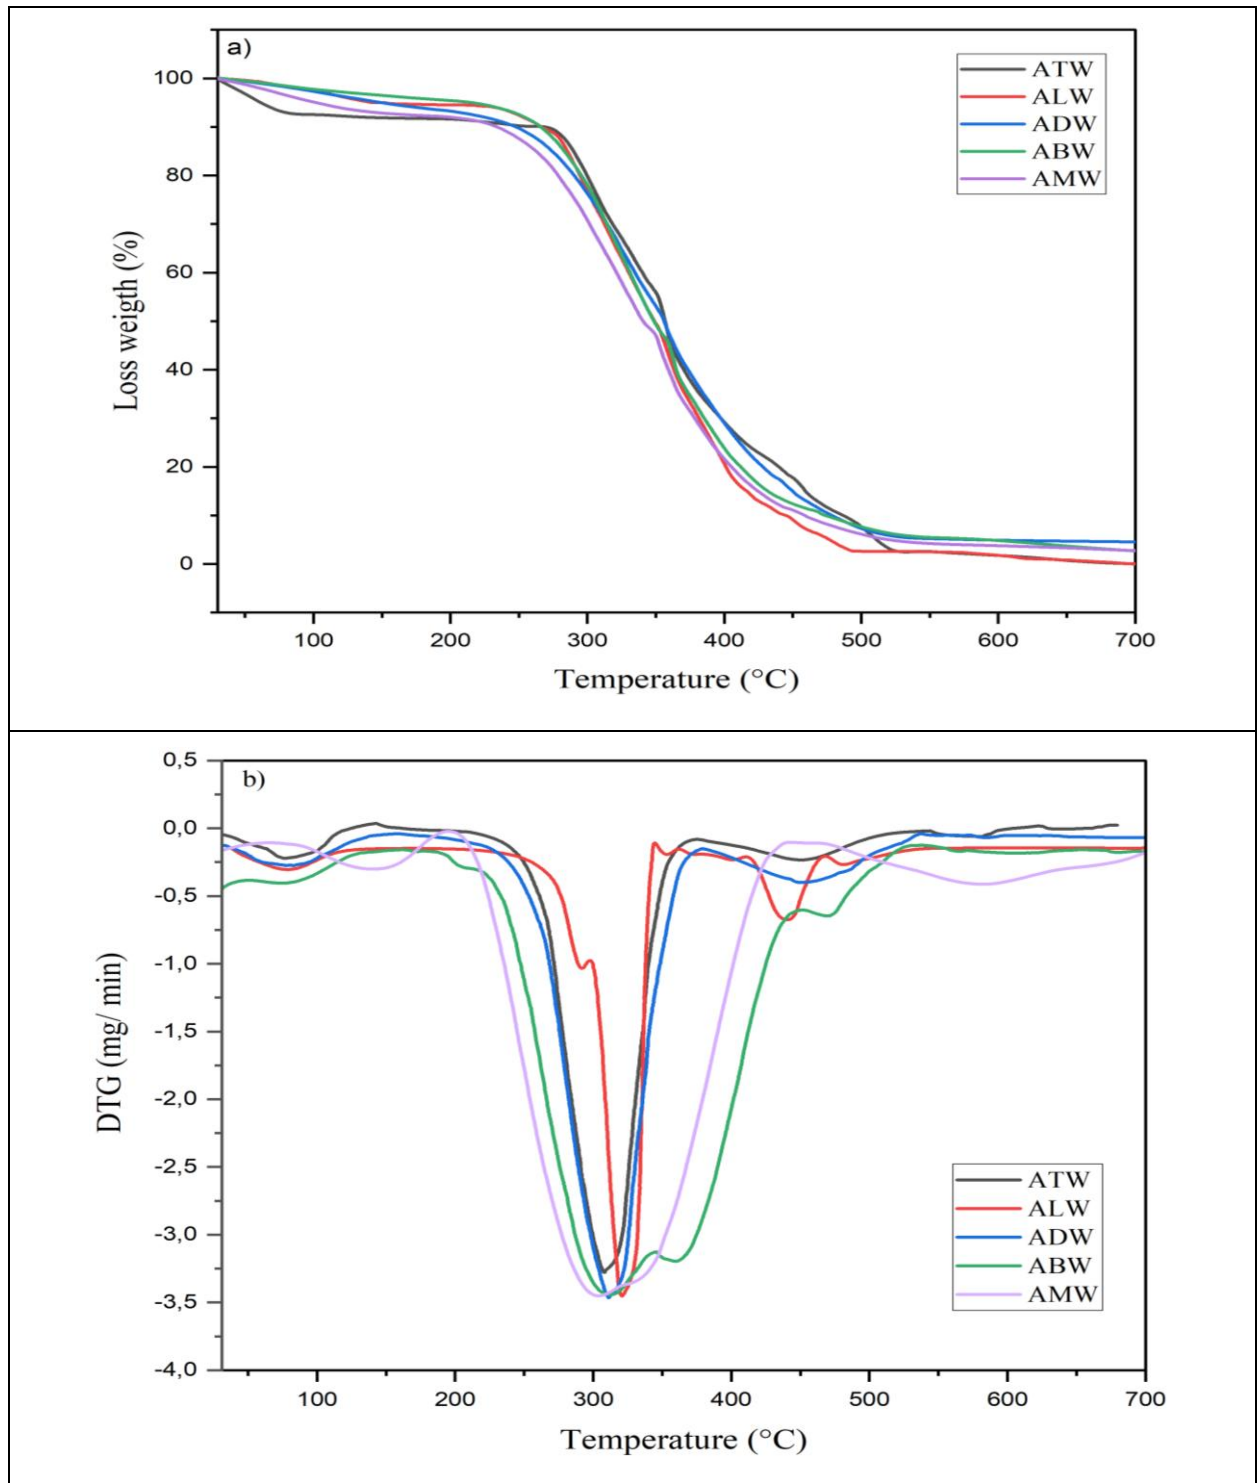 a)
ATW
ALW
ADW
ABW
AMW
100
80
60
40
20
0
Loss weigth (%)
100 200 300 400 500 600 700
Temperature (°C)
b)
0,5
0,0
-0,5
-1,0
-1,5
-2,0
-2,5
-3,0
-3,5
-4,0
DTG (mg/ min)
ATW
ALW
ADW
ABW
AMW
100 200 300 400 500 600 700
Temperature (°C)